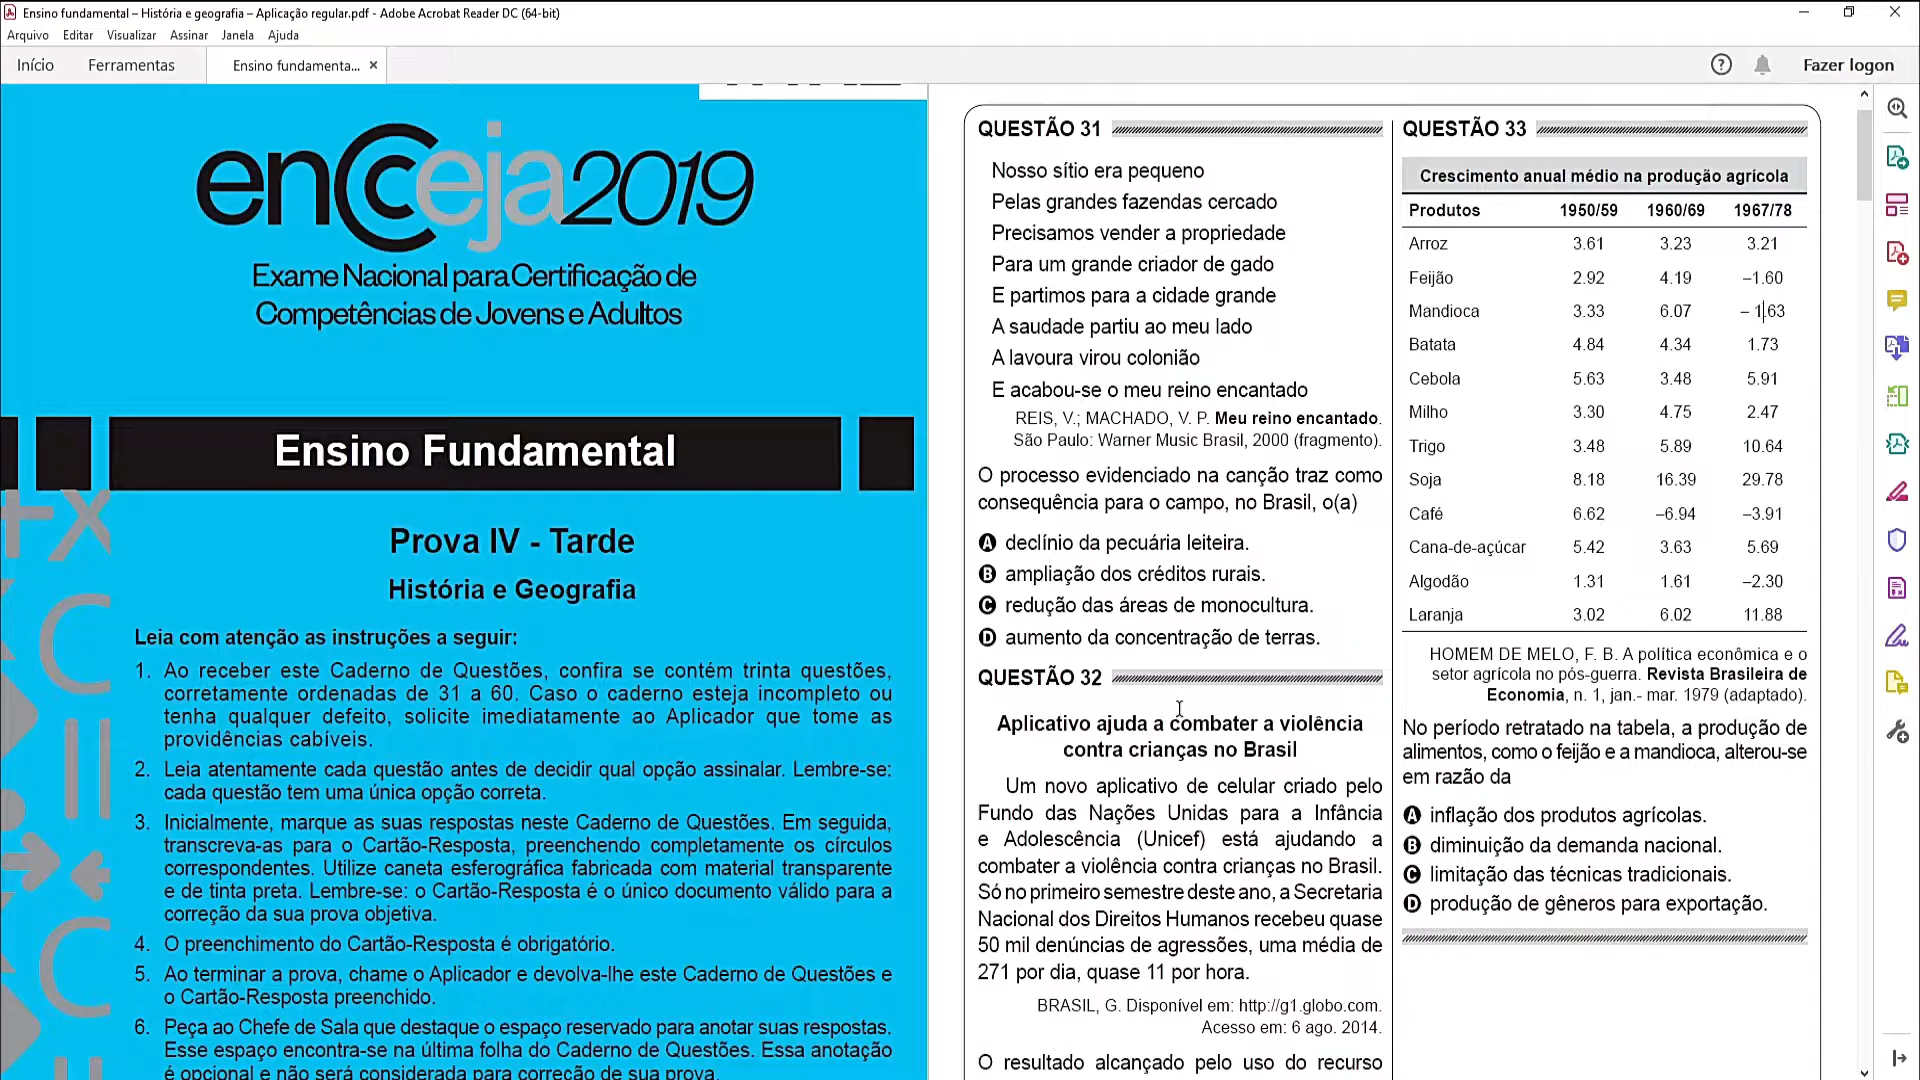 Ensino fundamental – História e geografia – Aplicação regular.pdf - Adobe Acrobat Reader DC (64-bit)
Arquivo Editar Visualizar Assinar Janela Ajuda
Início Ferramentas Ensino fundamenta... × Fazer logon
encceja2019
Exame Nacional para Certificação de
Competências de Jovens e Adultos
Ensino Fundamental
Prova IV - Tarde
História e Geografia
Leia com atenção as instruções a seguir:
1. Ao receber este Caderno de Questões, confira se contém trinta questões,
corretamente ordenadas de 31 a 60. Caso o caderno esteja incompleto ou
tenha qualquer defeito, solicite imediatamente ao Aplicador que tome as
providências cabíveis.
2. Leia atentamente cada questão antes de decidir qual opção assinalar. Lembre-se:
cada questão tem uma única opção correta.
3. Inicialmente, marque as suas respostas neste Caderno de Questões. Em seguida,
transcreva-as para o Cartão-Resposta, preenchendo completamente os círculos
correspondentes. Utilize caneta esferográfica fabricada com material transparente
e de tinta preta. Lembre-se: o Cartão-Resposta é o único documento válido para a
correção da sua prova objetiva.
4. O preenchimento do Cartão-Resposta é obrigatório.
5. Ao terminar a prova, chame o Aplicador e devolva-lhe este Caderno de Questões e
o Cartão-Resposta preenchido.
6. Peça ao Chefe de Sala que destaque o espaço reservado para anotar suas respostas.
Esse espaço encontra-se na última folha do Caderno de Questões. Essa anotação
é opcional e não será considerada para correção de sua prova.
QUESTÃO 31
Nosso sítio era pequeno
Pelas grandes fazendas cercado
Precisamos vender a propriedade
Para um grande criador de gado
E partimos para a cidade grande
A saudade partiu ao meu lado
A lavoura virou colonião
E acabou-se o meu reino encantado
REIS, V.; MACHADO, V. P. Meu reino encantado.
São Paulo: Warner Music Brasil, 2000 (fragmento).
O processo evidenciado na canção traz como
consequência para o campo, no Brasil, o(a)
A declínio da pecuária leiteira.
B ampliação dos créditos rurais.
C redução das áreas de monocultura.
D aumento da concentração de terras.
QUESTÃO 32
Aplicativo ajuda a combater a violência
contra crianças no Brasil
Um novo aplicativo de celular criado pelo
Fundo das Nações Unidas para a Infância
e Adolescência (Unicef) está ajudando a
combater a violência contra crianças no Brasil.
Só no primeiro semestre deste ano, a Secretaria
Nacional dos Direitos Humanos recebeu quase
50 mil denúncias de agressões, uma média de
271 por dia, quase 11 por hora.
BRASIL, G. Disponível em: http://g1.globo.com.
Acesso em: 6 ago. 2014.
O resultado alcançado pelo uso do recurso
QUESTÃO 33
Crescimento anual médio na produção agrícola
Produtos 1950/59 1960/69 1967/78
Arroz 3.61 3.23 3.21
Feijão 2.92 4.19 –1.60
Mandioca 3.33 6.07 – 1.63
Batata 4.84 4.34 1.73
Cebola 5.63 3.48 5.91
Milho 3.30 4.75 2.47
Trigo 3.48 5.89 10.64
Soja 8.18 16.39 29.78
Café 6.62 –6.94 –3.91
Cana-de-açúcar 5.42 3.63 5.69
Algodão 1.31 1.61 –2.30
Laranja 3.02 6.02 11.88
HOMEM DE MELO, F. B. A política econômica e o
setor agrícola no pós-guerra. Revista Brasileira de
Economia, n. 1, jan.- mar. 1979 (adaptado).
No período retratado na tabela, a produção de
alimentos, como o feijão e a mandioca, alterou-se
em razão da
A inflação dos produtos agrícolas.
B diminuição da demanda nacional.
C limitação das técnicas tradicionais.
D produção de gêneros para exportação.